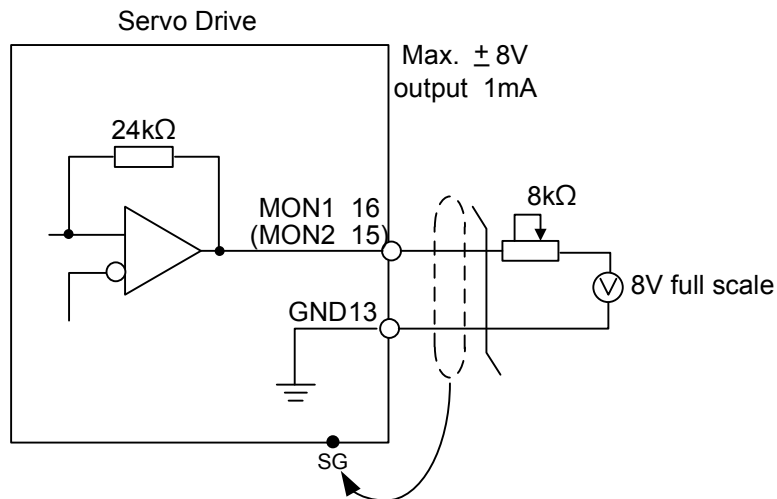 Servo Drive
Max. ± 8V
output 1mA
24kΩ
MON1 16
(MON2 15)
8kΩ
V 8V full scale
GND13
SG